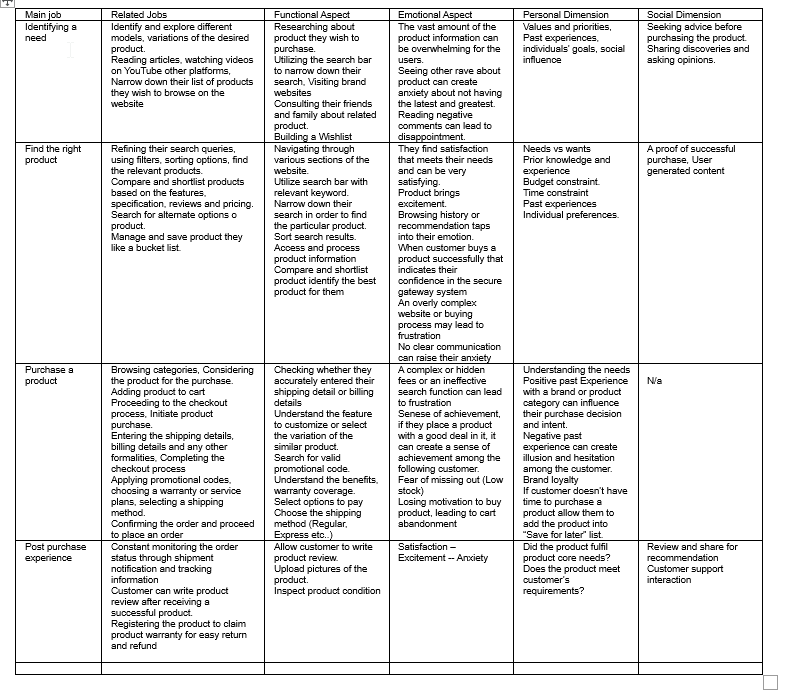 Main job
Related Jobs
Functional Aspect
Emotional Aspect
Personal Dimension
Social Dimension
Identifying a
need
Identify and explore different
models, variations of the desired
product.
Reading articles, watching videos
on YouTube other platforms,
Narrow down their list of products
they wish to browse on the
website
Researching about
product they wish to
purchase.
Utilizing the search bar
to narrow down their
search, Visiting brand
websites
Consulting their friends
and family about related
product.
Building a Wishlist
The vast amount of the
product information can
be overwhelming for the
users.
Seeing other rave about
product can create
anxiety about not having
the latest and greatest.
Reading negative
comments can lead to
disappointment.
Values and priorities,
Past experiences,
individuals' goals, social
influence
Seeking advice before
purchasing the product.
Sharing discoveries and
asking opinions.
Find the right
product
Refining their search queries,
using filters, sorting options, find
the relevant products.
Compare and shortlist products
based on the features,
specification, reviews and pricing.
Search for alternate options o
product.
Manage and save product they
like a bucket list.
Navigating through
various sections of the
website.
Utilize search bar with
relevant keyword.
Narrow down their
search in order to find
the particular product.
Sort search results.
Access and process
product information
Compare and shortlist
product identify the best
product for them
They find satisfaction
that meets their needs
and can be very
satisfying.
Product brings
excitement.
Browsing history or
recommendation taps
into their emotion.
When customer buys a
product successfully that
indicates their
confidence in the secure
gateway system
An overly complex
website or buying
process may lead to
frustration
No clear communication
can raise their anxiety
Needs vs wants
Prior knowledge and
experience
Budget constraint.
Time constraint
Past experiences
Individual preferences.
A proof of successful
purchase, User
generated content
Purchase a
product
Browsing categories, Considering
the product for the purchase.
Adding product to cart
Proceeding to the checkout
process, Initiate product
purchase.
Entering the shipping details,
billing details and any other
formalities, Completing the
checkout process
Applying promotional codes,
choosing a warranty or service
plans, selecting a shipping
method.
Confirming the order and proceed
to place an order
Checking whether they
accurately entered their
shipping detail or billing
details
Understand the feature
to customize or select
the variation of the
similar product.
Search for valid
promotional code.
Understand the benefits,
warranty coverage.
Select options to pay
Choose the shipping
method (Regular,
Express etc..)
A complex or hidden
fees or an ineffective
search function can lead
to frustration
Senese of achievement,
if they place a product
with a good deal in it, it
can create a sense of
achievement among the
following customer.
Fear of missing out (Low
stock)
Losing motivation to buy
product, leading to cart
abandonment
Understanding the needs
Positive past Experience
with a brand or product
category can influence
their purchase decision
and intent.
Negative past
experience can create
illusion and hesitation
among the customer.
Brand loyalty
If customer doesn't have
time to purchase a
product allow them to
add the product into
"Save for later" list.
N/a
Post purchase
experience
Constant monitoring the order
status through shipment
notification and tracking
information
Customer can write product
review after receiving a
successful product.
Registering the product to claim
product warranty for easy return
and refund
Allow customer to write
product review.
Upload pictures of the
product.
Inspect product condition
Satisfaction –
Excitement -- Anxiety
Did the product fulfil
product core needs?
Does the product meet
customer's
requirements?
Review and share for
recommendation
Customer support
interaction